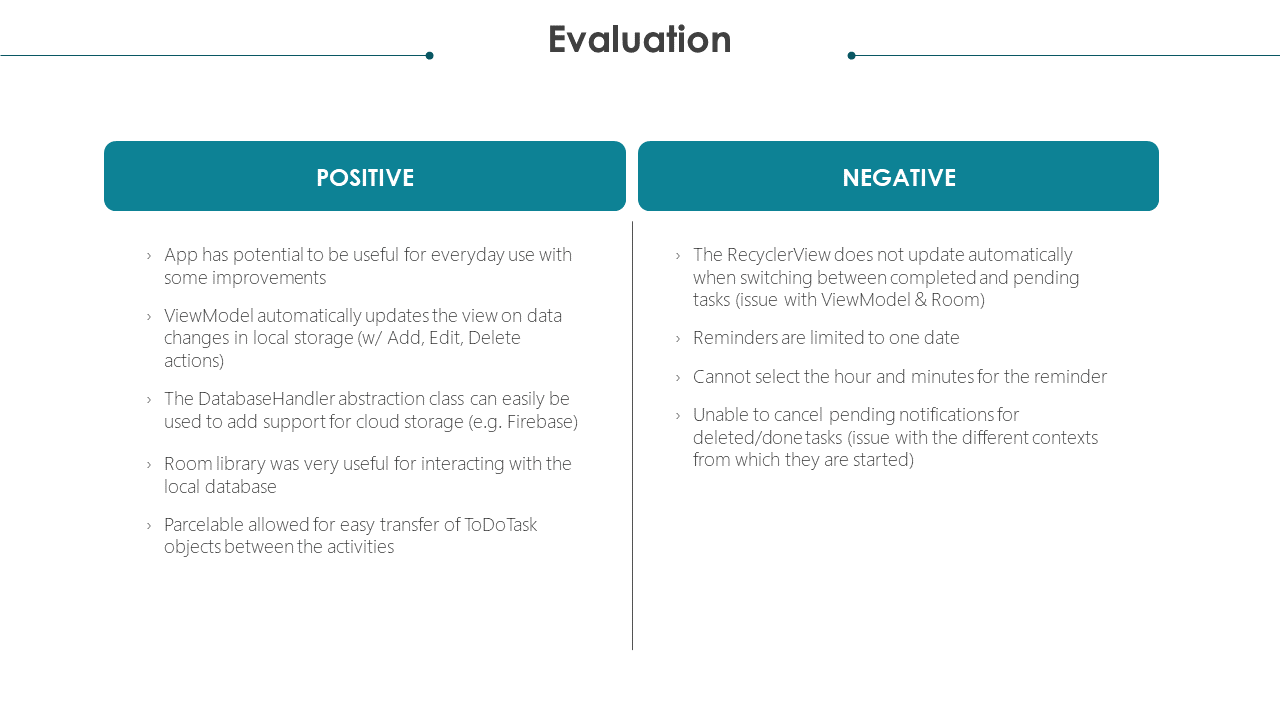 Evaluation
POSITIVE
› App has potential to be useful for everyday use with
some improvements
› ViewModel automatically updates the view on data
changes in local storage (w/ Add, Edit, Delete
actions)
› The DatabaseHandler abstraction class can easily be
used to add support for cloud storage (e.g. Firebase)
› Room library was very useful for interacting with the
local database
› Parcelable allowed for easy transfer of ToDoTask
objects between the activities
NEGATIVE
› The RecyclerView does not update automatically
when switching between completed and pending
tasks (issue with ViewModel & Room)
› Reminders are limited to one date
› Cannot select the hour and minutes for the reminder
› Unable to cancel pending notifications for
deleted/done tasks (issue with the different contexts
from which they are started)